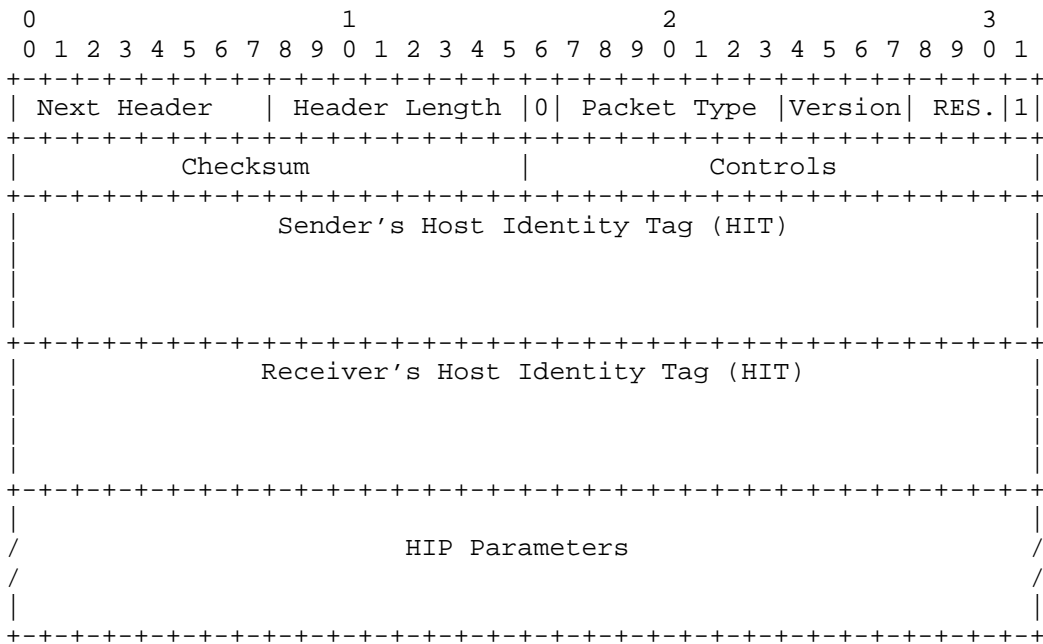 0                   1                   2                   3
0 1 2 3 4 5 6 7 8 9 0 1 2 3 4 5 6 7 8 9 0 1 2 3 4 5 6 7 8 9 0 1
+-+-+-+-+-+-+-+-+-+-+-+-+-+-+-+-+-+-+-+-+-+-+-+-+-+-+-+-+-+-+-+-+
| Next Header   | Header Length |0| Packet Type |Version| RES.|1|
+-+-+-+-+-+-+-+-+-+-+-+-+-+-+-+-+-+-+-+-+-+-+-+-+-+-+-+-+-+-+-+-+
|          Checksum             |           Controls            |
+-+-+-+-+-+-+-+-+-+-+-+-+-+-+-+-+-+-+-+-+-+-+-+-+-+-+-+-+-+-+-+-+
|                Sender’s Host Identity Tag (HIT)               |
|                                                               |
|                                                               |
|                                                               |
+-+-+-+-+-+-+-+-+-+-+-+-+-+-+-+-+-+-+-+-+-+-+-+-+-+-+-+-+-+-+-+-+
|               Receiver’s Host Identity Tag (HIT)              |
|                                                               |
|                                                               |
|                                                               |
+-+-+-+-+-+-+-+-+-+-+-+-+-+-+-+-+-+-+-+-+-+-+-+-+-+-+-+-+-+-+-+-+
|                                                               |
/                        HIP Parameters                         /
/                                                               /
|                                                               |
+-+-+-+-+-+-+-+-+-+-+-+-+-+-+-+-+-+-+-+-+-+-+-+-+-+-+-+-+-+-+-+-+